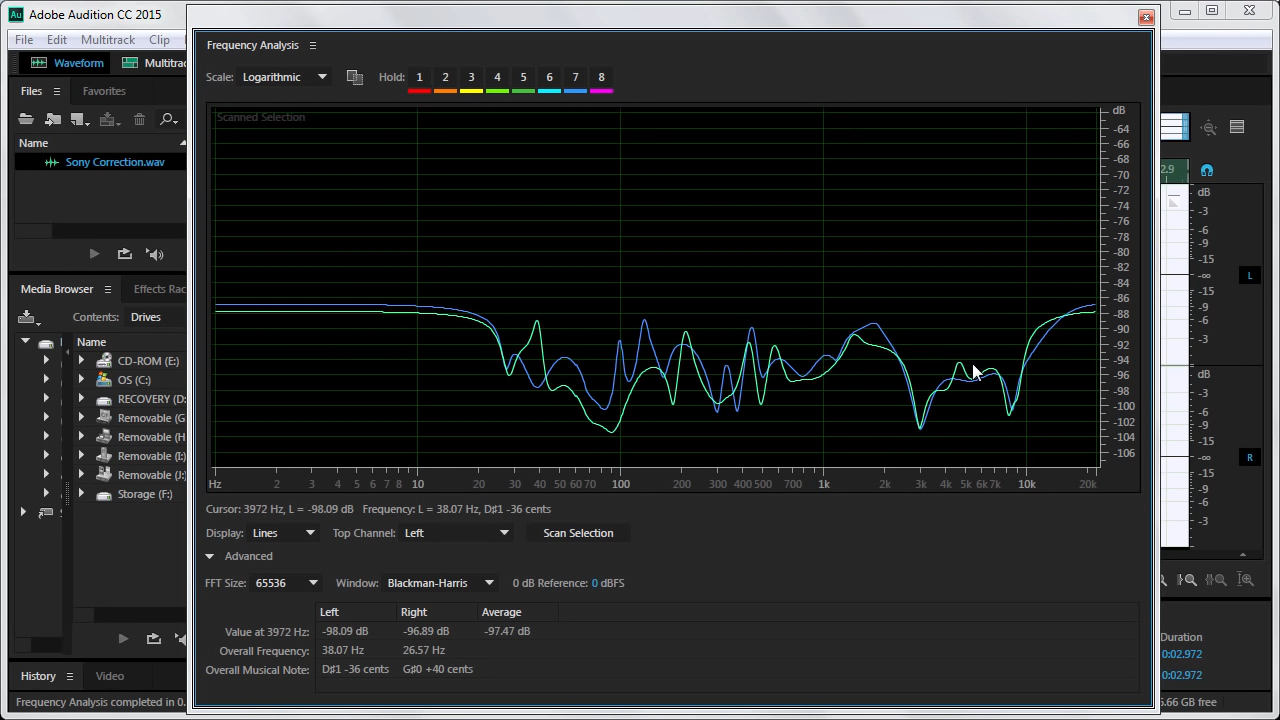 Au Adobe Audition CC 2015
File Edit Multitrack Clip
Waveform Multitra
Files Favorites
Name
Sony Correction.wav
Media Browser Effects Rac
Contents: Drives
Name
CD-ROM (E:)
OS (C:)
RECOVERY (D:
Removable (G
Removable (H
Removable (I:)
Removable (J:)
Storage (F:)
History Video
Frequency Analysis completed in 0.
Frequency Analysis
Scale: Logarithmic Hold: 1 2 3 4 5 6 7 8
Scanned Selection
dB
-64
-66
-68
-70
-72
-74
-76
-78
-80
-82
-84
-86
-88
-90
-92
-94
-96
-98
-100
-102
-104
-106
Hz 2 3 4 5 6 7 8 10 20 30 40 50 60 70 100 200 300 400 500 700 1k 2k 3k 4k 5k 6k 7k 10k 20k
Cursor: 3972 Hz, L = -98.09 dB Frequency: L = 38.07 Hz, D♯1 -36 cents
Display: Lines Top Channel: Left Scan Selection
Advanced
FFT Size: 65536 Window: Blackman-Harris 0 dB Reference: 0 dBFS
Left Right Average
Value at 3972 Hz: -98.09 dB -96.89 dB -97.47 dB
Overall Frequency: 38.07 Hz 26.57 Hz
Overall Musical Note: D♯1 -36 cents G♯0 +40 cents
2.9
dB
-3
-6
-9
-15
-∞
-15
-9
-6
-3
L
dB
-3
-6
-9
-15
-∞
-15
-9
-6
-3
R
Duration
0:02.972
0:02.972
.66 GB free